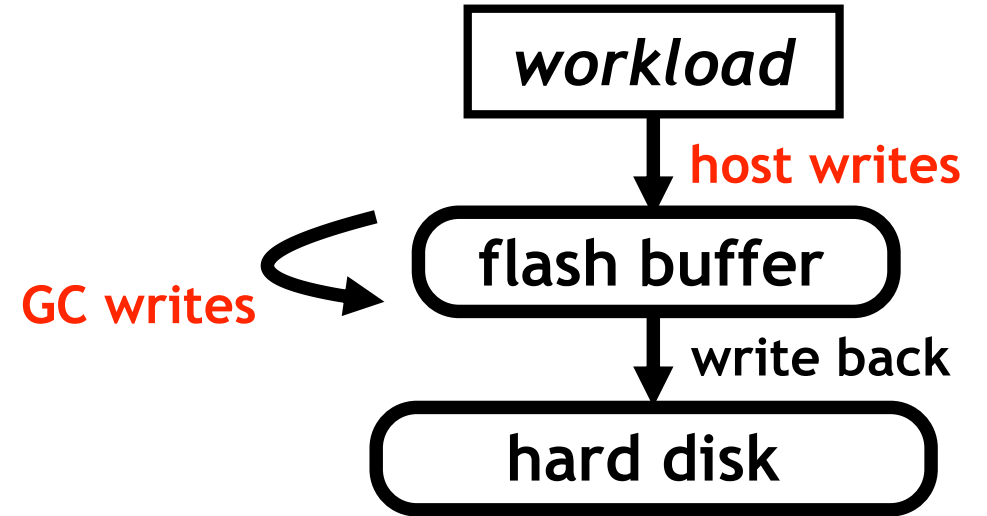 workload
host writes
flash buffer
GC writes
write back
hard disk